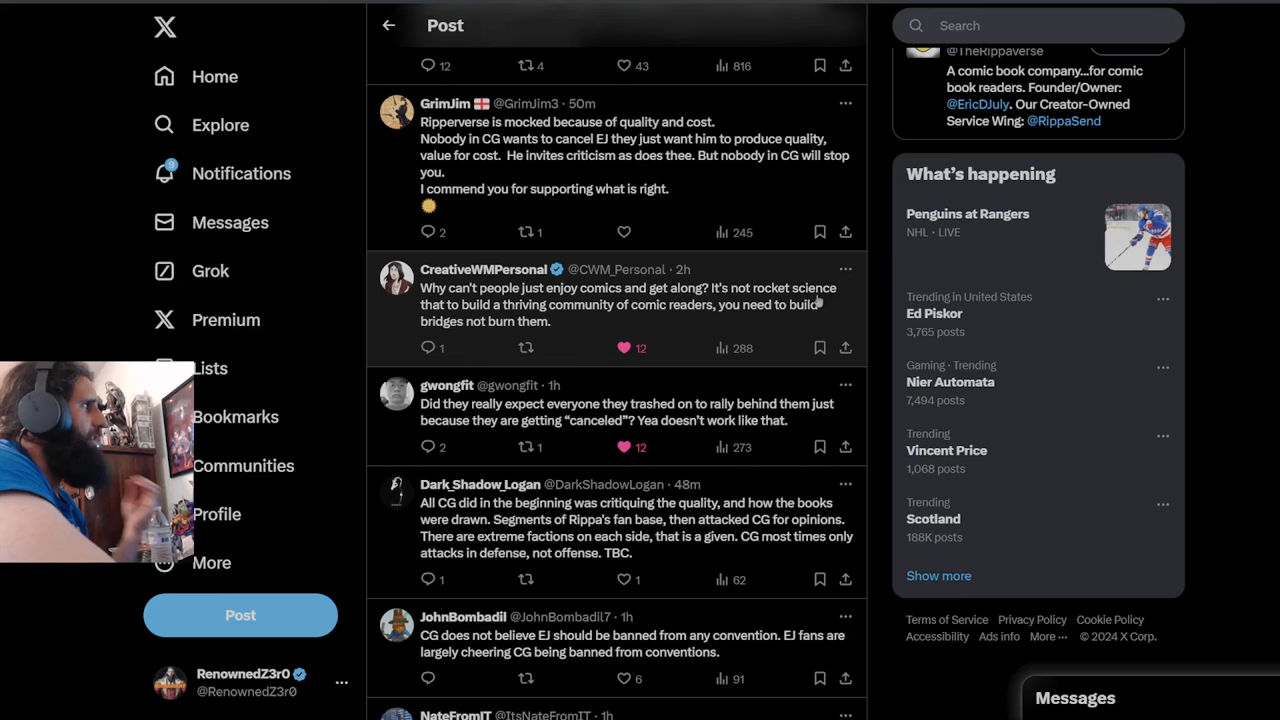 Home
Explore
9
Notifications
Messages
Grok
Premium
Lists
Bookmarks
Communities
Profile
More
Post
RenownedZ3r0
@RenownedZ3r0
Post
12 4 43 816
GrimJim @GrimJim3 · 50m
Ripperverse is mocked because of quality and cost.
Nobody in CG wants to cancel EJ they just want him to produce quality,
value for cost. He invites criticism as does thee. But nobody in CG will stop
you.
I commend you for supporting what is right.
2 1 245
CreativeWMPersonal @CWM_Personal · 2h
Why can't people just enjoy comics and get along? It's not rocket science
that to build a thriving community of comic readers, you need to build
bridges not burn them.
1 12 288
gwongfit @gwongfit · 1h
Did they really expect everyone they trashed on to rally behind them just
because they are getting “canceled”? Yea doesn’t work like that.
2 1 12 273
Dark_Shadow_Logan @DarkShadowLogan · 48m
All CG did in the beginning was critiquing the quality, and how the books
were drawn. Segments of Rippa's fan base, then attacked CG for opinions.
There are extreme factions on each side, that is a given. CG most times only
attacks in defense, not offense. TBC.
1 1 62
JohnBombadil @JohnBombadil7 · 1h
CG does not believe EJ should be banned from any convention. EJ fans are
largely cheering CG being banned from conventions.
6 91
NateFromIT @ItsNateFromIT · 1h
Search
@TheRippaverse
A comic book company...for comic
book readers. Founder/Owner:
@EricDJuly. Our Creator-Owned
Service Wing: @RippaSend
What’s happening
Penguins at Rangers
NHL · LIVE
Trending in United States
Ed Piskor
3,765 posts
Gaming · Trending
Nier Automata
7,494 posts
Trending
Vincent Price
1,068 posts
Trending
Scotland
188K posts
Show more
Terms of Service Privacy Policy Cookie Policy
Accessibility Ads info More ··· © 2024 X Corp.
Messages